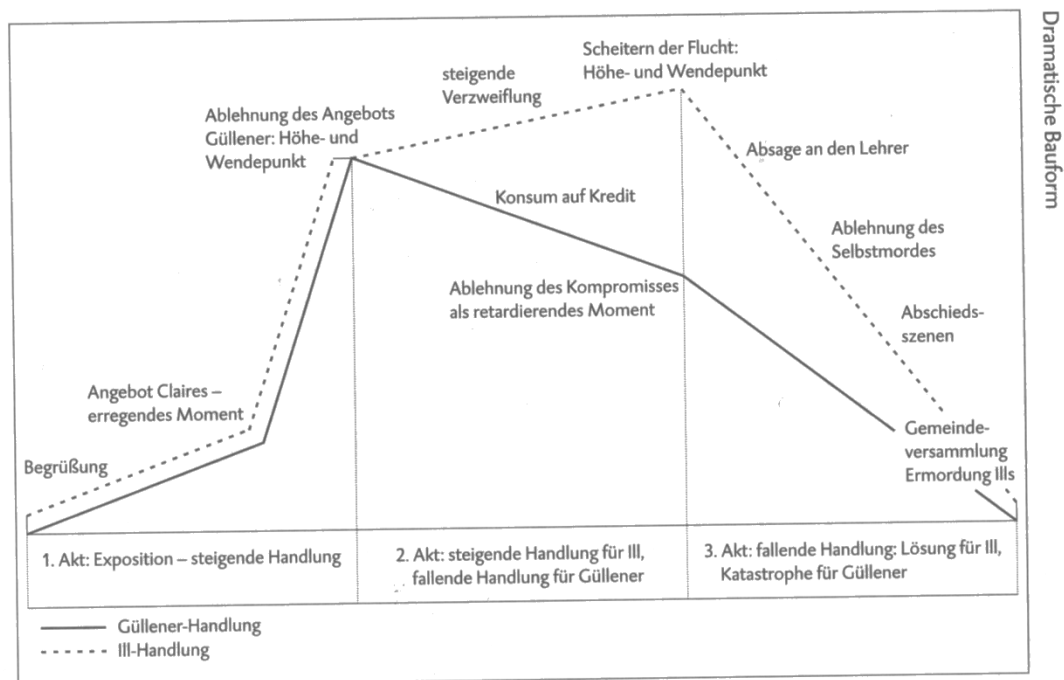 Dramatische Bauform
Scheitern der Flucht:
Höhe- und Wendepunkt
steigende
Verzweiflung
Ablehnung des Angebots
Güllener: Höhe- und
Wendepunkt
Absage an den Lehrer
Konsum auf Kredit
Ablehnung des
Selbstmordes
Ablehnung des Kompromisses
als retardierendes Moment
Abschieds-
szenen
Angebot Claires –
erregendes Moment
Gemeinde-
versammlung
Ermordung Ills
Begrüßung
1. Akt: Exposition – steigende Handlung
2. Akt: steigende Handlung für Ill,
fallende Handlung für Güllener
3. Akt: fallende Handlung: Lösung für Ill,
Katastrophe für Güllener
Güllener-Handlung
Ill-Handlung